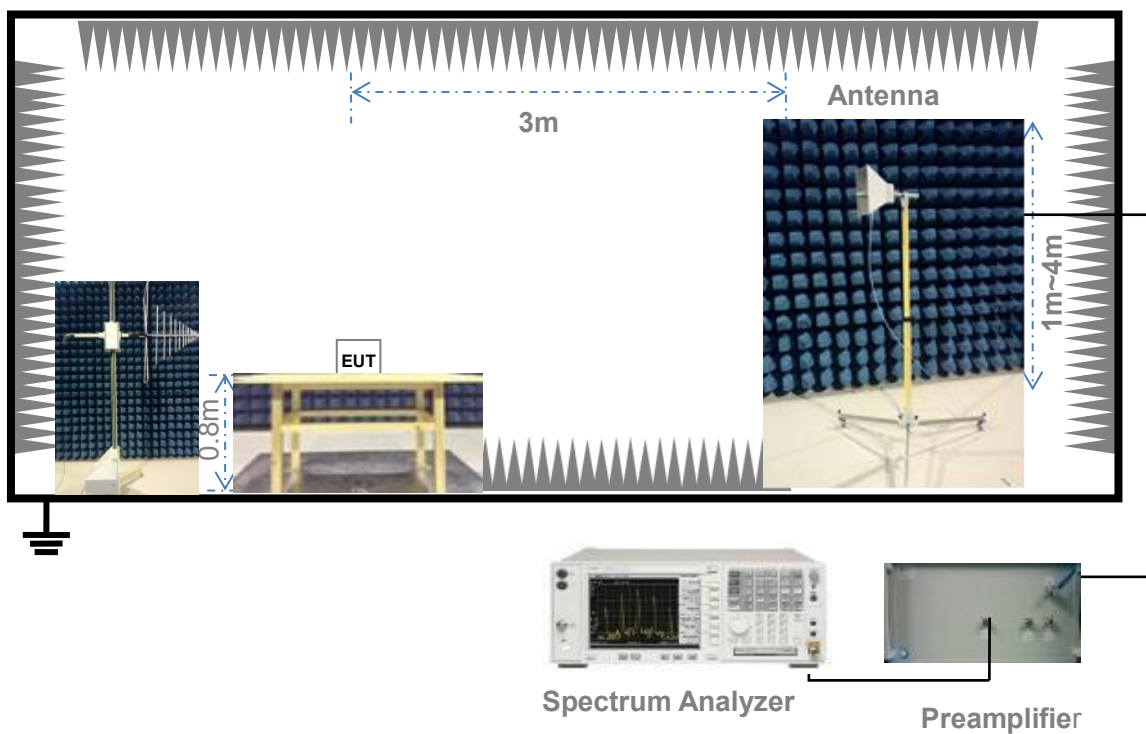 Antenna
3m
1m~4m
EUT
0.8m
Spectrum Analyzer
Preamplifier